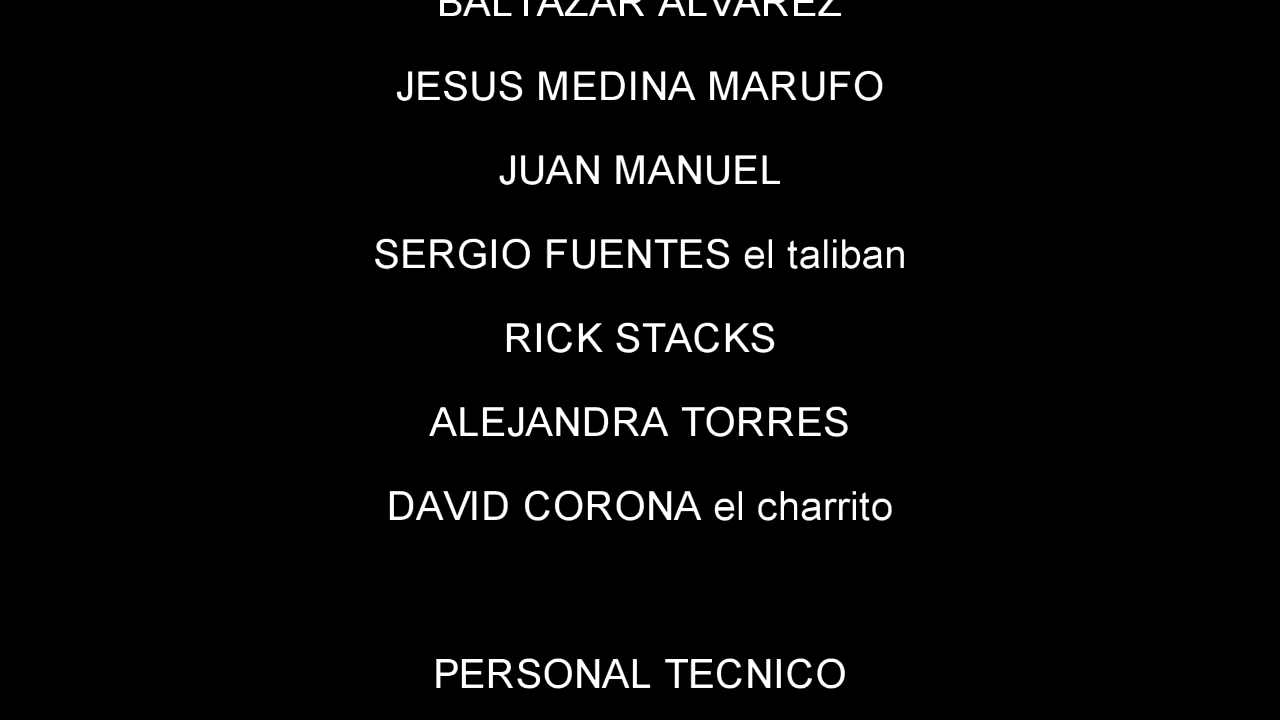 BALTAZAR ALVAREZ
JESUS MEDINA MARUFO
JUAN MANUEL
SERGIO FUENTES el taliban
RICK STACKS
ALEJANDRA TORRES
DAVID CORONA el charrito
PERSONAL TECNICO